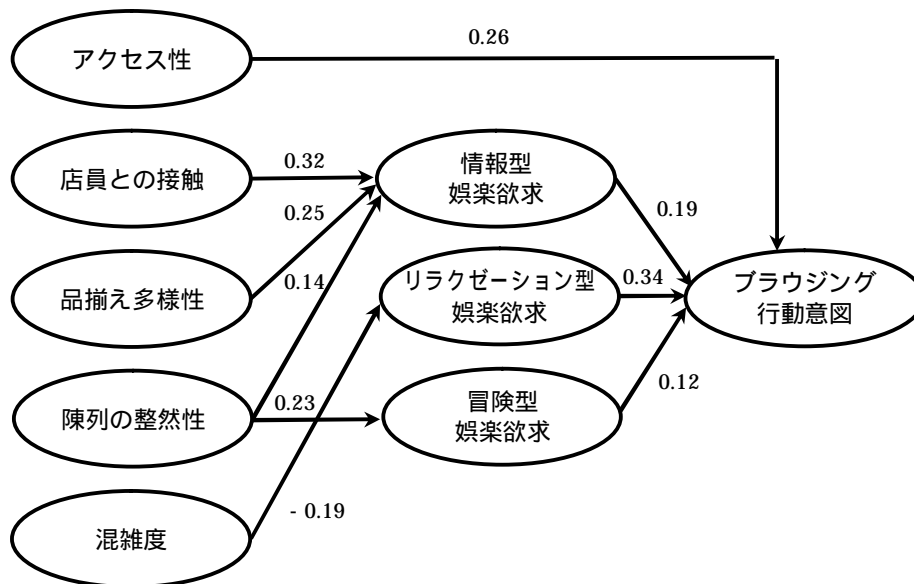 アクセス性
0.26
店員との接触
0.32
情報型
娯楽欲求
0.19
品揃え多様性
0.25
0.14
リラクゼーション型
娯楽欲求
0.34
ブラウジング
行動意図
陳列の整然性
0.23
冒険型
娯楽欲求
0.12
混雑度
- 0.19